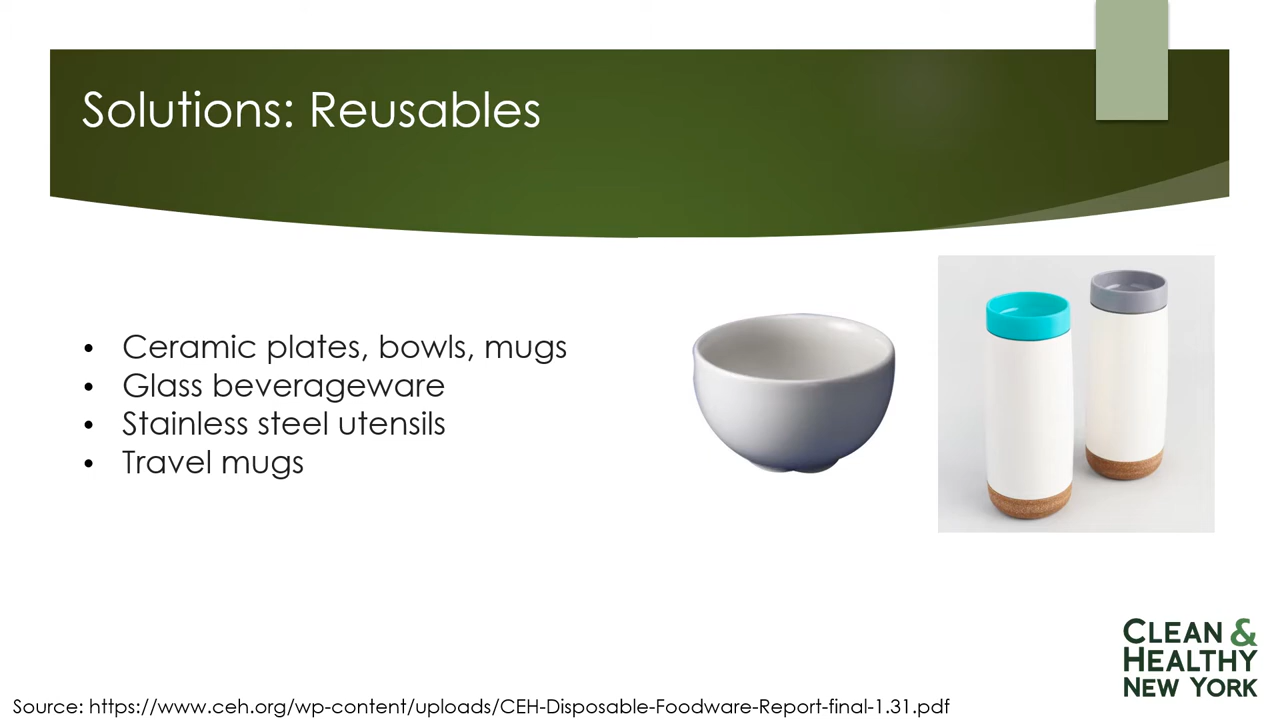 Solutions: Reusables
• Ceramic plates, bowls, mugs
• Glass beverageware
• Stainless steel utensils
• Travel mugs
CLEAN &
HEALTHY
NEW YORK
Source: https://www.ceh.org/wp-content/uploads/CEH-Disposable-Foodware-Report-final-1.31.pdf